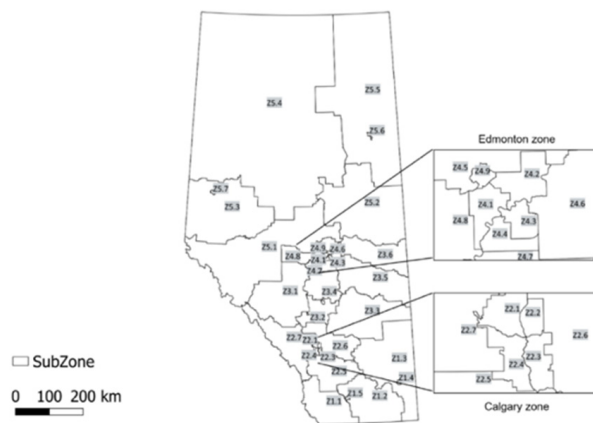 Z5.5
Z5.4
Z5.6
Edmonton zone
Z4.5
Z4.9
Z4.2
Z5.7
Z5.3
Z5.2
Z4.1
Z4.6
Z4.8
Z4.3
Z4.4
Z5.1
Z4.9
Z4.6
Z4.8
Z4.1
Z4.3
Z3.6
Z4.7
Z4.2
Z3.5
Z3.1
Z3.4
Z3.3
Z3.2
Z2.1
Z2.2
Z2.7
Z2.6
Z2.7
Z2.1
Z2.6
Z2.4
Z2.3
Z2.4
Z2.3
Z1.3
Z2.5
SubZone
Z1.4
Z1.5
Z1.1
Z1.2
Calgary zone
0 100 200 km